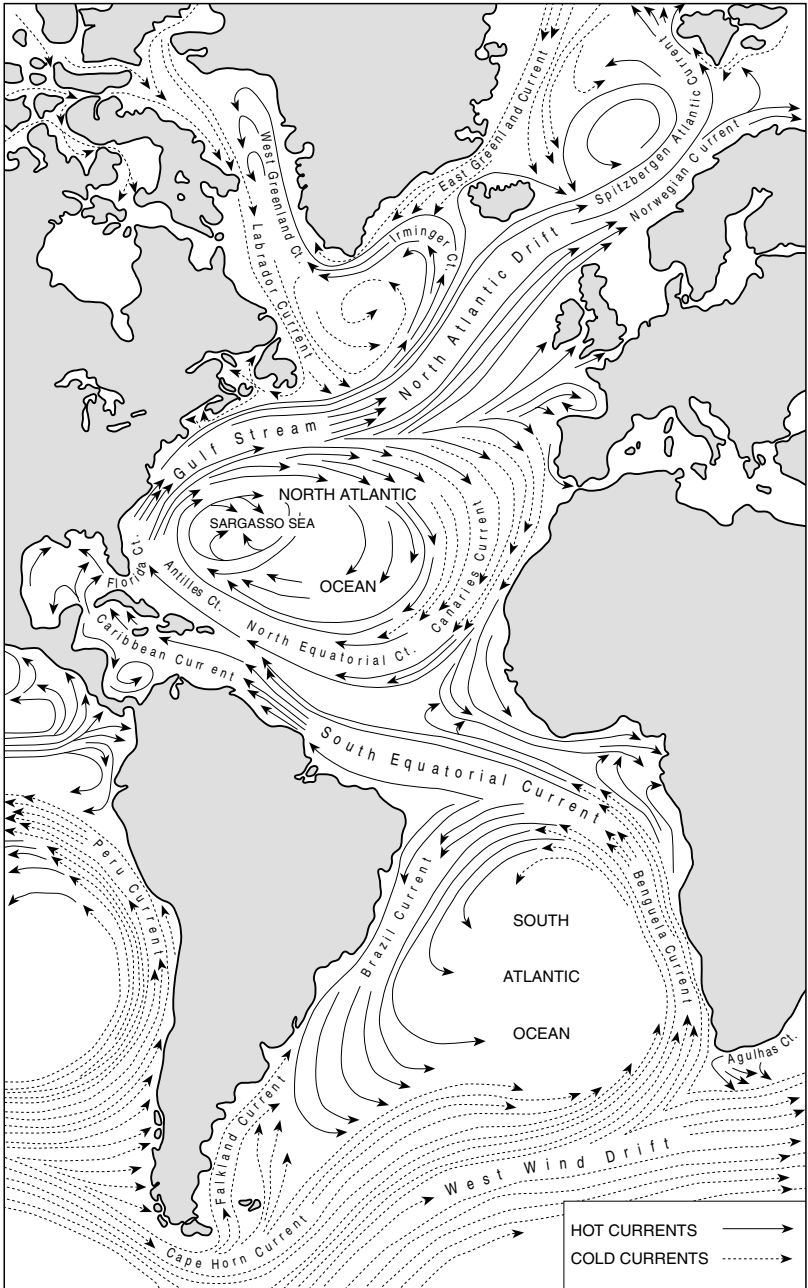 Spitzbergen Atlantic Current
East Greenland Current
West Greenland Ct.
Norwegian Current
Irminger Ct.
Labrador Current
North Atlantic Drift
Gulf Stream
NORTH ATLANTIC
SARGASSO SEA
Canaries Current
Florida Ct.
Antilles Ct.
OCEAN
North Equatorial Ct.
Caribbean Current
South Equatorial Current
Peru Current
Brazil Current
Benguela Current
SOUTH
ATLANTIC
OCEAN
Agulhas Ct.
Falkland Current
West Wind Drift
Cape Horn Current
HOT CURRENTS
COLD CURRENTS